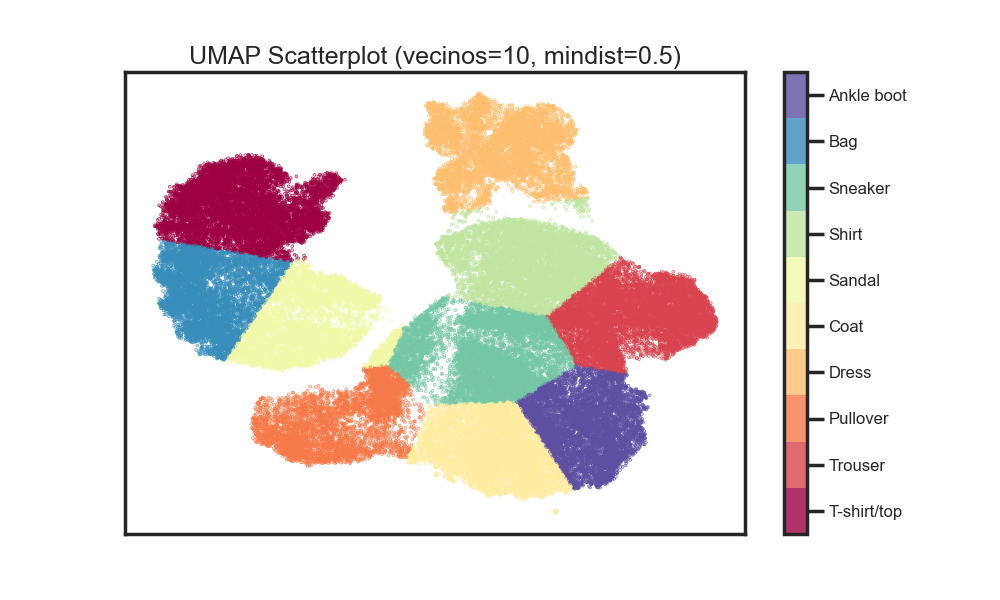 UMAP Scatterplot (vecinos=10, mindist=0.5)
Ankle boot
Bag
Sneaker
Shirt
Sandal
Coat
Dress
Pullover
Trouser
T-shirt/top